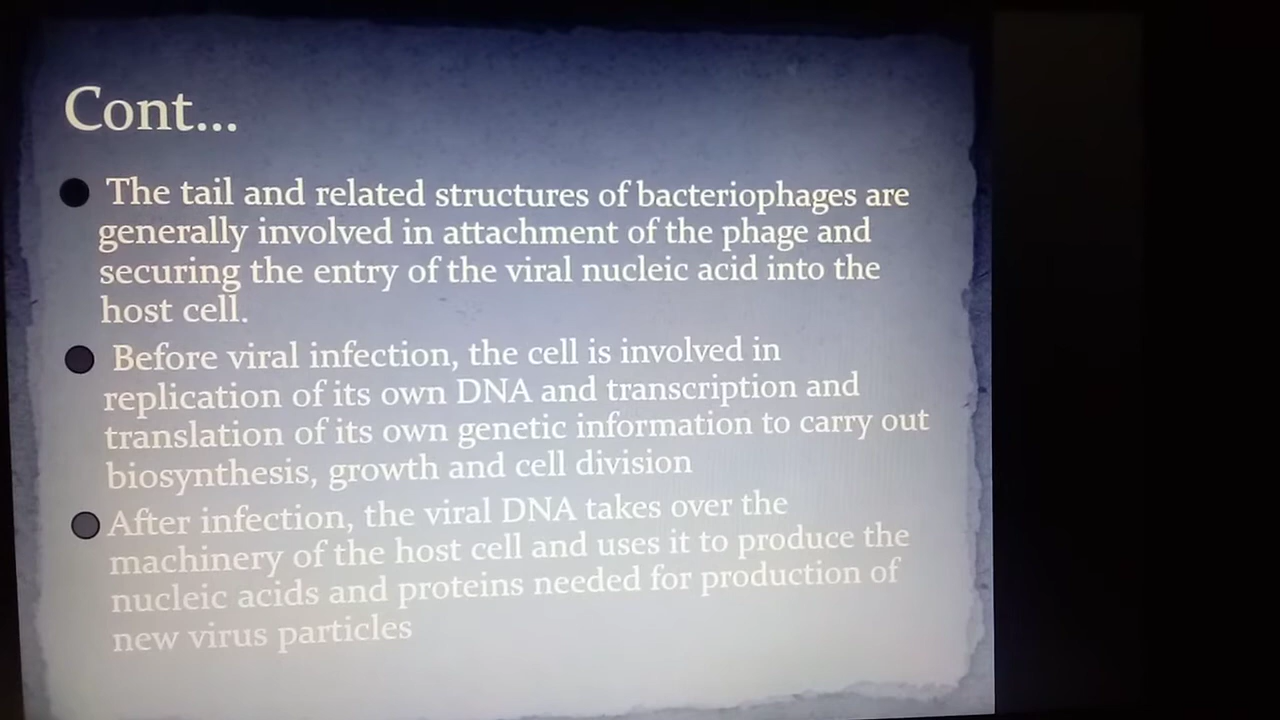 Cont...
The tail and related structures of bacteriophages are
generally involved in attachment of the phage and
securing the entry of the viral nucleic acid into the
host cell.
Before viral infection, the cell is involved in
replication of its own DNA and transcription and
translation of its own genetic information to carry out
biosynthesis, growth and cell division
After infection, the viral DNA takes over the
machinery of the host cell and uses it to produce the
nucleic acids and proteins needed for production of
new virus particles